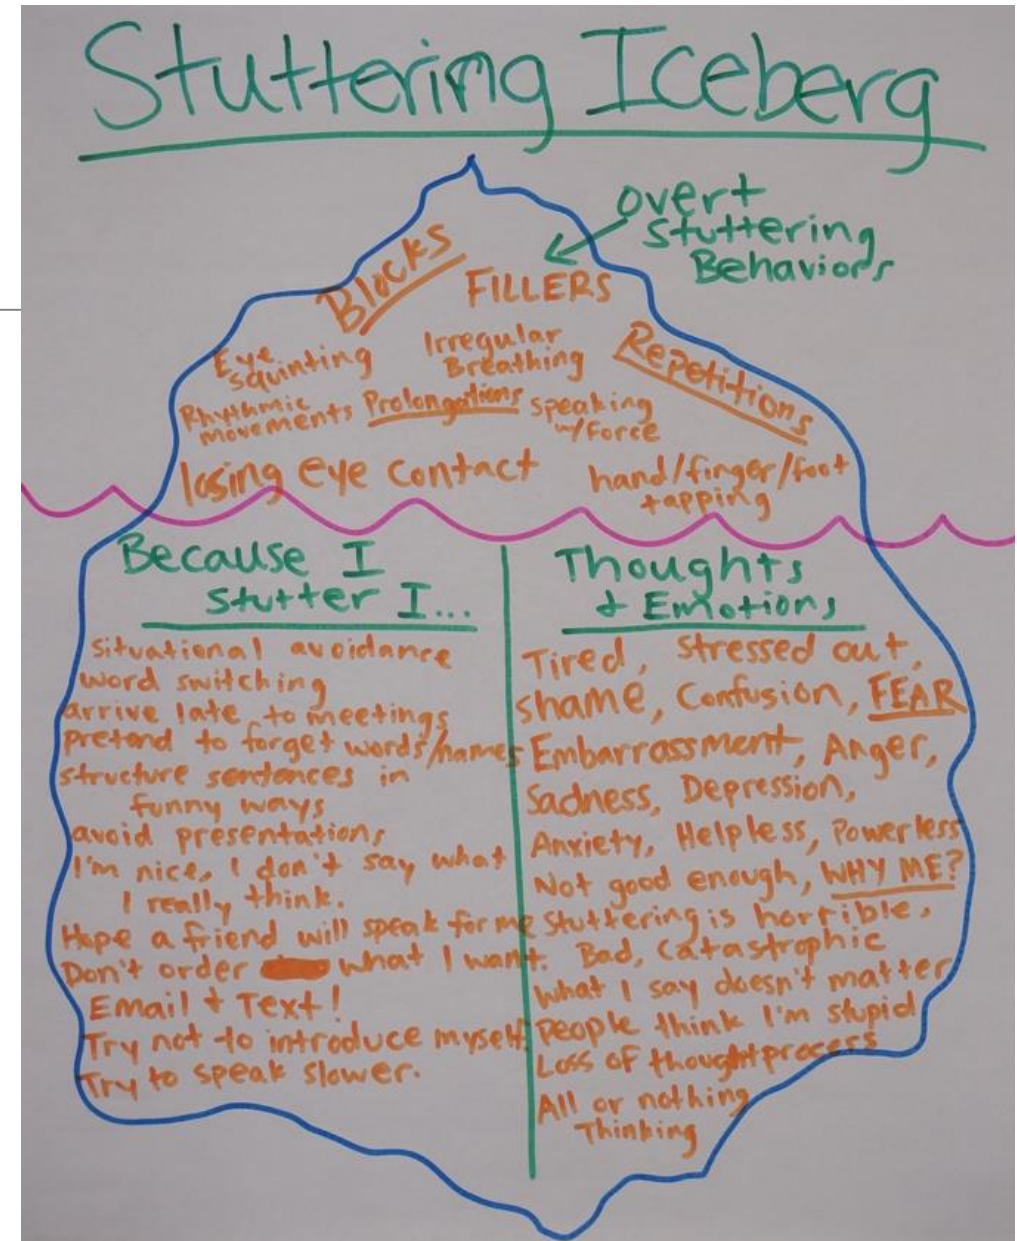 Stuttering Iceberg
overt
stuttering
Behaviors
Blocks
FILLERS
Eye
squinting
Irregular
Breathing
Repetitions
Rhythmic
movements
Prolongations
speaking
w/force
losing eye contact
hand/finger/foot
tapping
Because I
stutter I...
situational avoidance
word switching
arrive late to meetings
pretend to forget words/names
structure sentences in
funny ways
avoid presentations
I'm nice, I don't say what
I really think.
Hope a friend will speak for me
Don't order what I want.
Email + Text!
Try not to introduce myself.
Try to speak slower.
Thoughts
+ Emotions
Tired, stressed out,
shame, Confusion, FEAR
Embarrassment, Anger,
Sadness, Depression,
Anxiety, Helpless, Powerless
Not good enough, WHY ME?
Stuttering is horrible,
Bad, Catastrophic
What I say doesn't matter
People think I'm stupid
Loss of thought process
All or nothing
Thinking